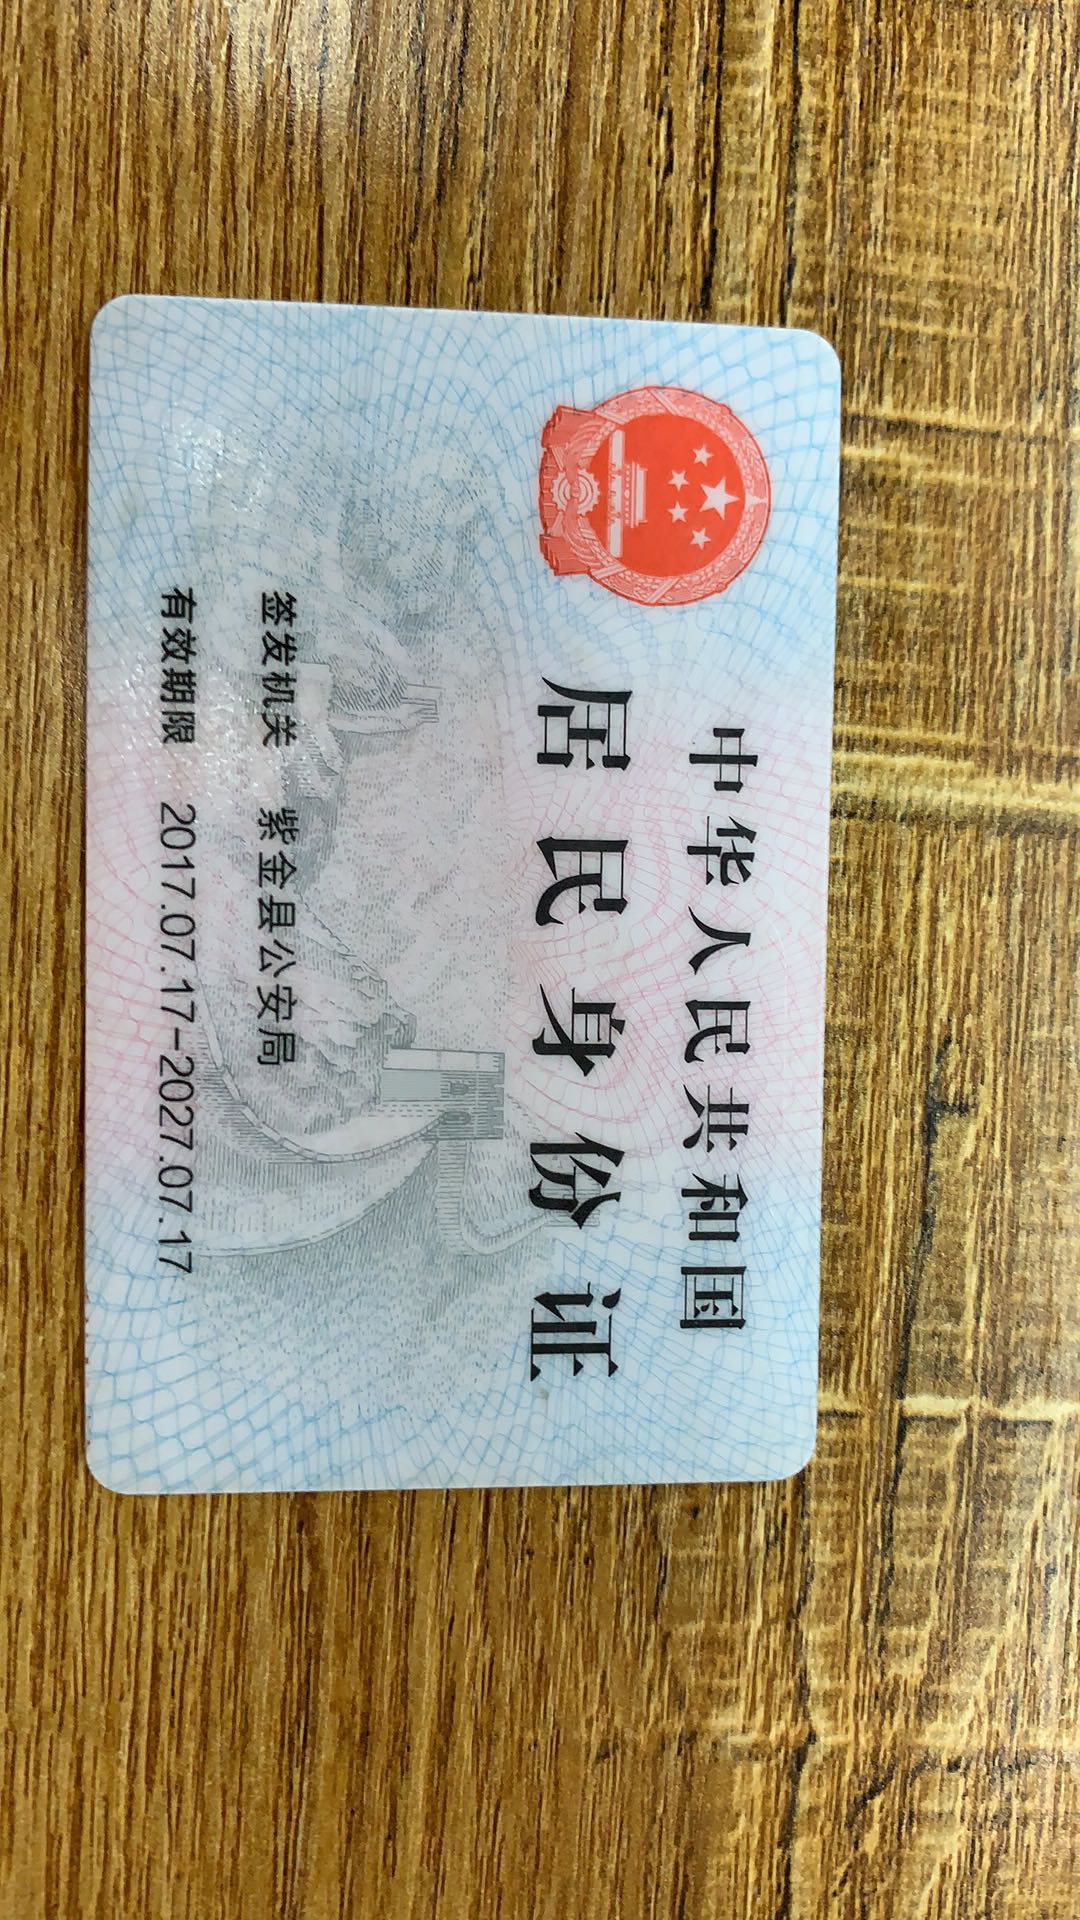 中华人民共和国
居民身份证
签发机关 紫金县公安局
有效期限 2017.07.17-2027.07.17